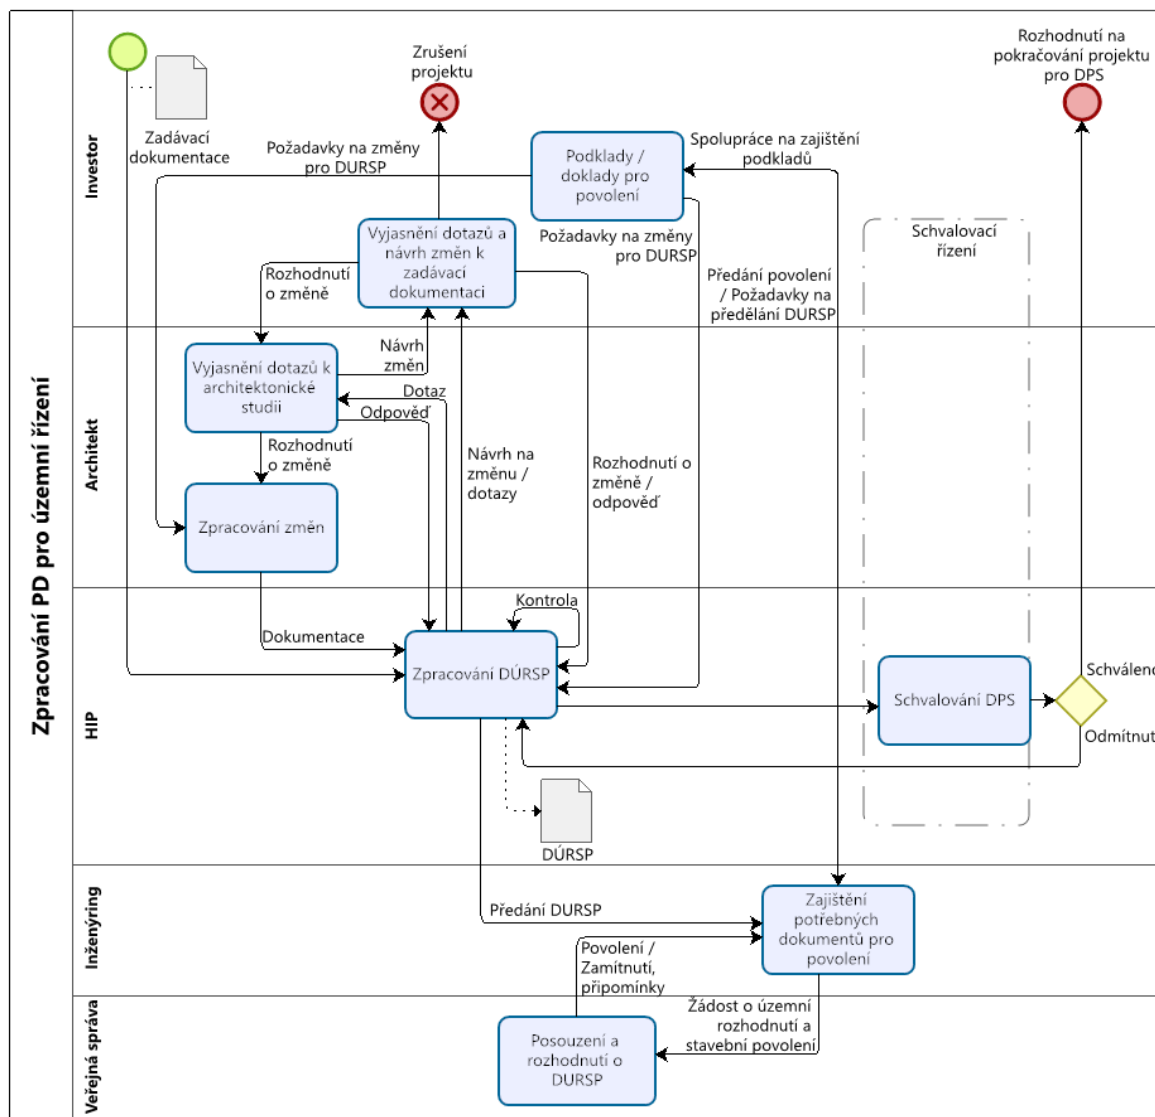 Zpracování PD pro územní řízení
Investor
Zadávací
dokumentace
Zrušení
projektu
Rozhodnutí na
pokračování projektu
pro DPS
Požadavky na změny
pro DURSP
Podklady /
doklady pro
povolení
Spolupráce na zajištění
podkladů
Vyjasnění dotazů a
návrh změn k
zadávací
dokumentaci
Požadavky na změny
pro DURSP
Schvalovací
řízení
Rozhodnutí
o změně
Předání povolení
/ Požadavky na
předělání DURSP
Architekt
Vyjasnění dotazů k
architektonické
studii
Návrh
změn
Dotaz
Odpověď
Rozhodnutí
o změně
Návrh na
změnu /
dotazy
Rozhodnutí o
změně /
odpověď
Zpracování změn
HIP
Kontrola
Dokumentace
Zpracování DÚRSP
Schvalování DPS
Schváleno
Odmítnut
DÚRSP
Inženýring
Předání DURSP
Zajištění
potřebných
dokumentů pro
povolení
Povolení /
Zamítnutí,
připomínky
Veřejná správa
Žádost o územní
rozhodnutí a
stavební povolení
Posouzení a
rozhodnutí o
DURSP